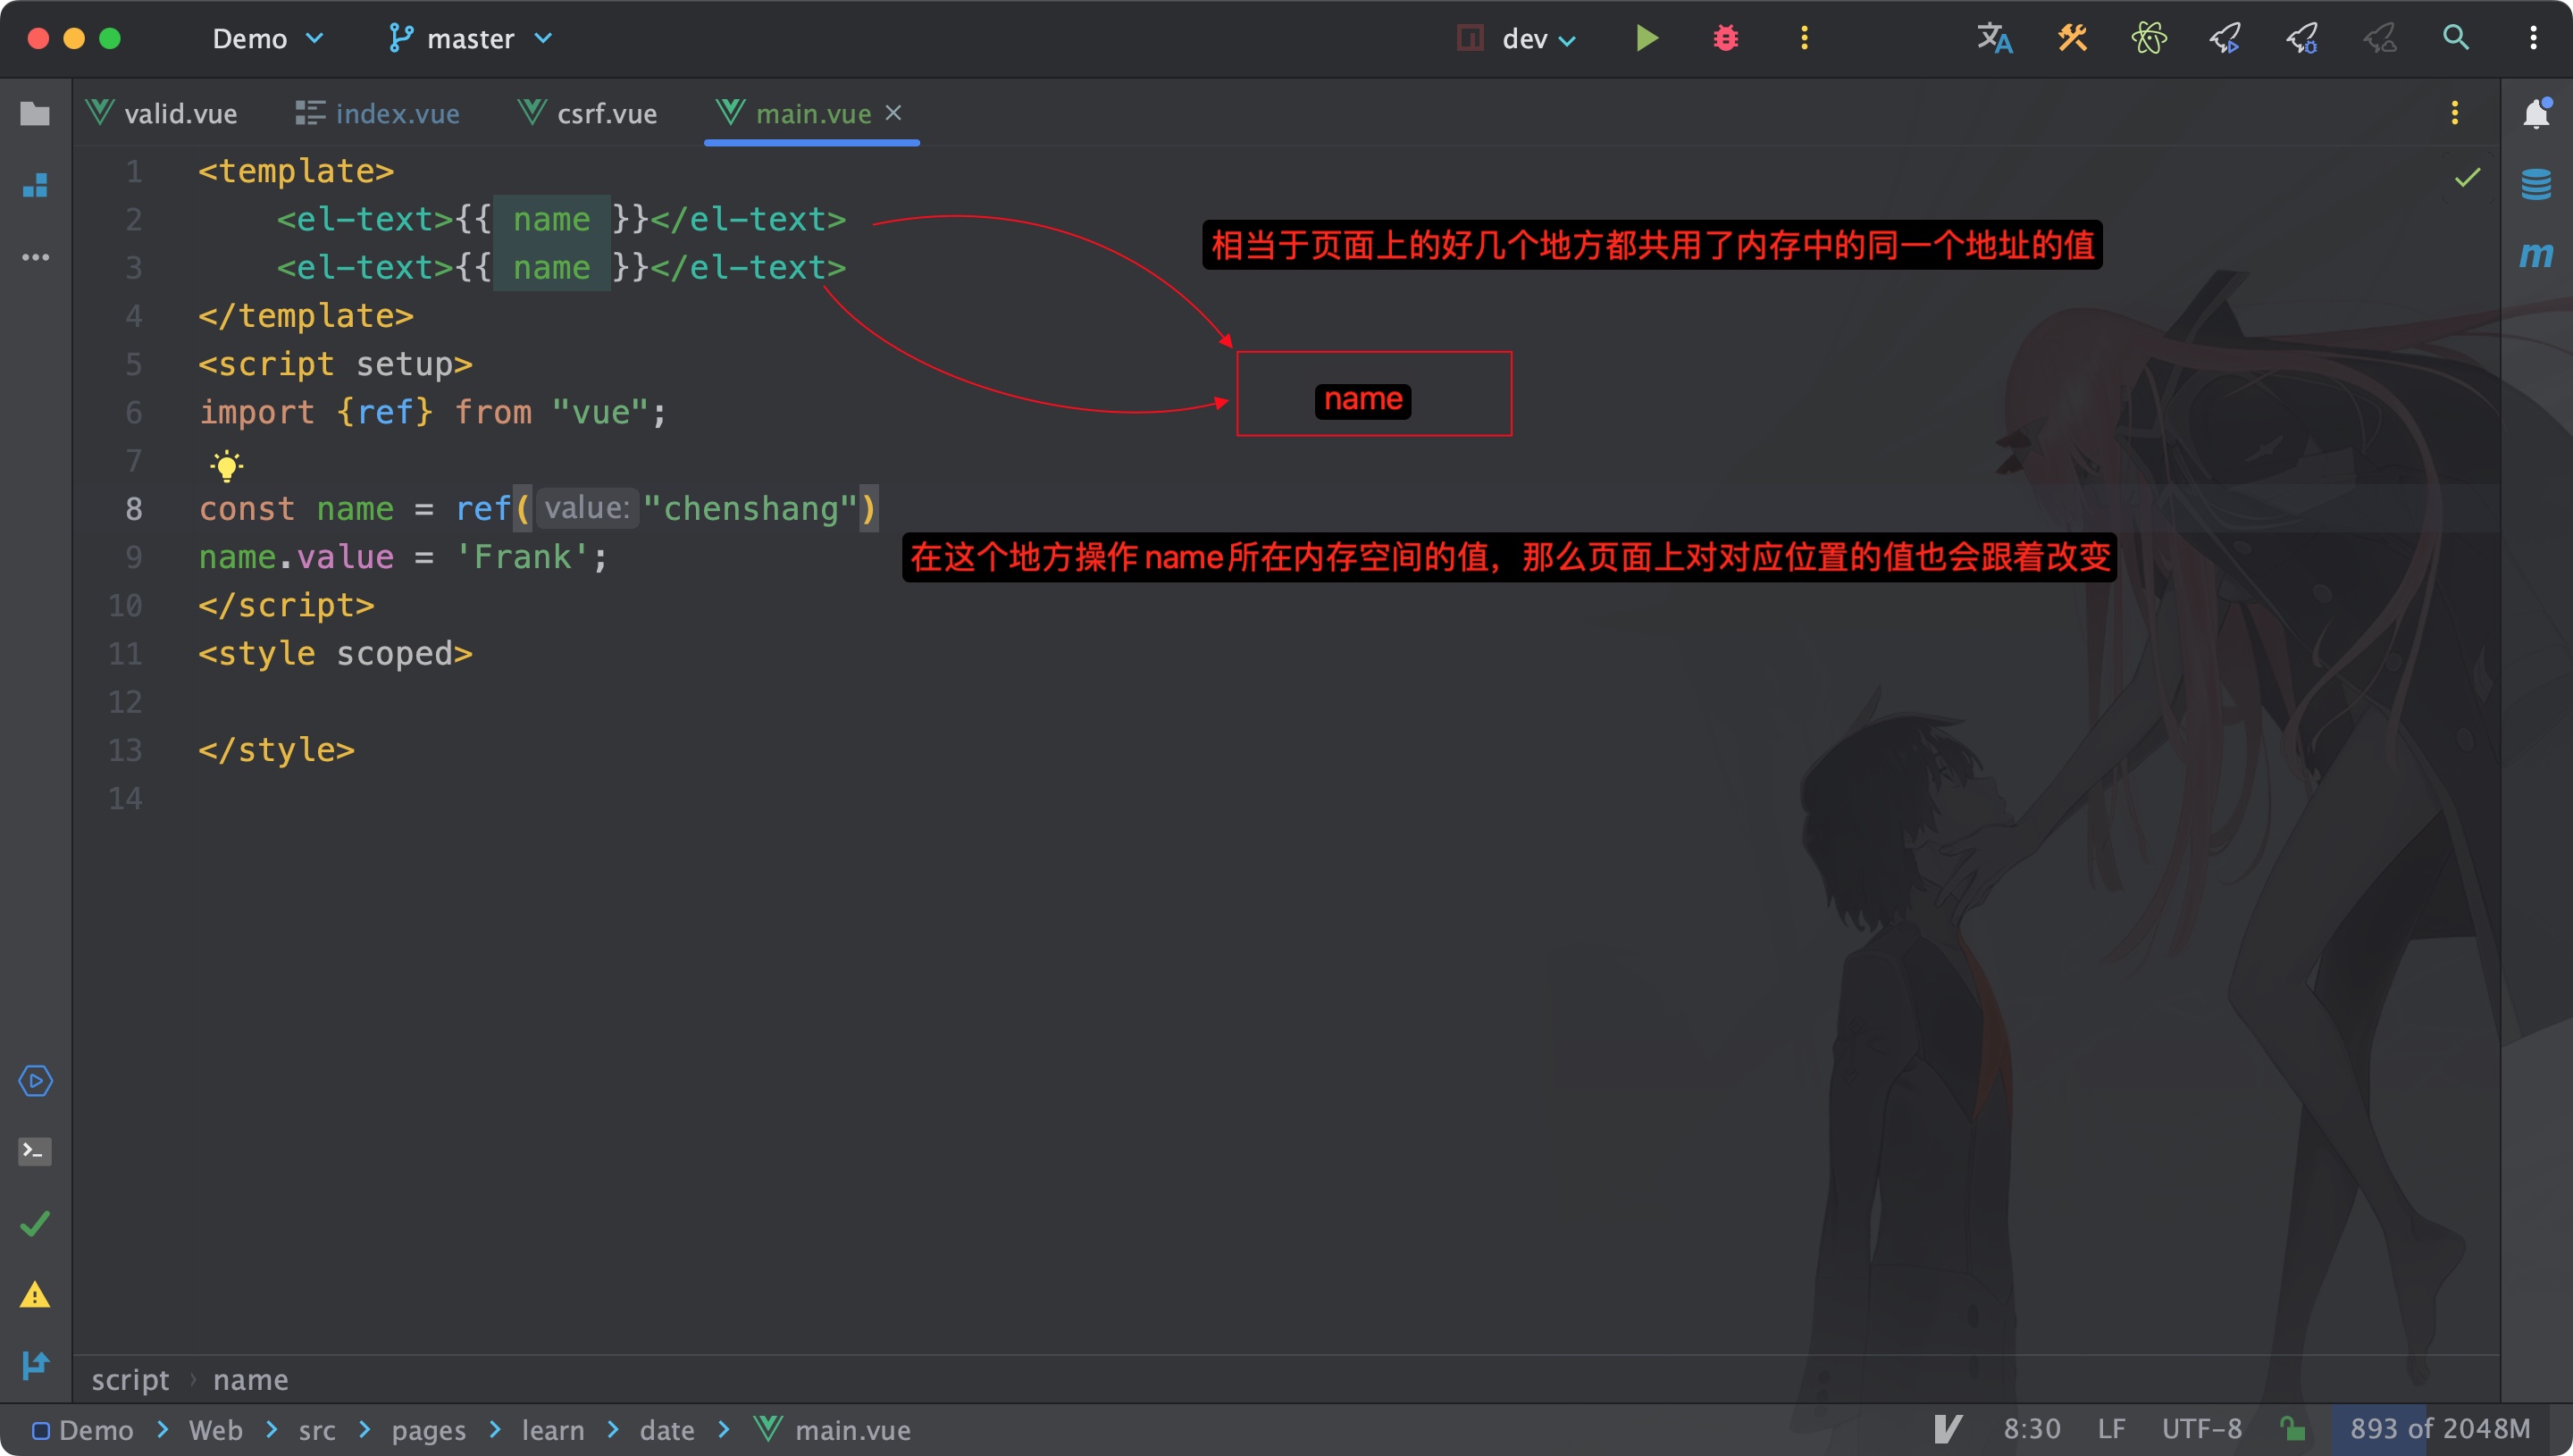 Demo
master
dev
valid.vue
index.vue
csrf.vue
main.vue
1 <template>
2 <el-text>{{ name }}</el-text>
相当于页面上的好几个地方都共用了内存中的同一个地址的值
3 <el-text>{{ name }}</el-text>
4 </template>
5 <script setup>
name
6 import {ref} from "vue";
7
8 const name = ref( value: "chenshang")
9 name.value = 'Frank';
在这个地方操作name所在内存空间的值，那么页面上对对应位置的值也会跟着改变
10 </script>
11 <style scoped>
12
13 </style>
14
script › name
Demo > Web > src > pages > learn > date > main.vue
8:30 LF UTF-8 893 of 2048M